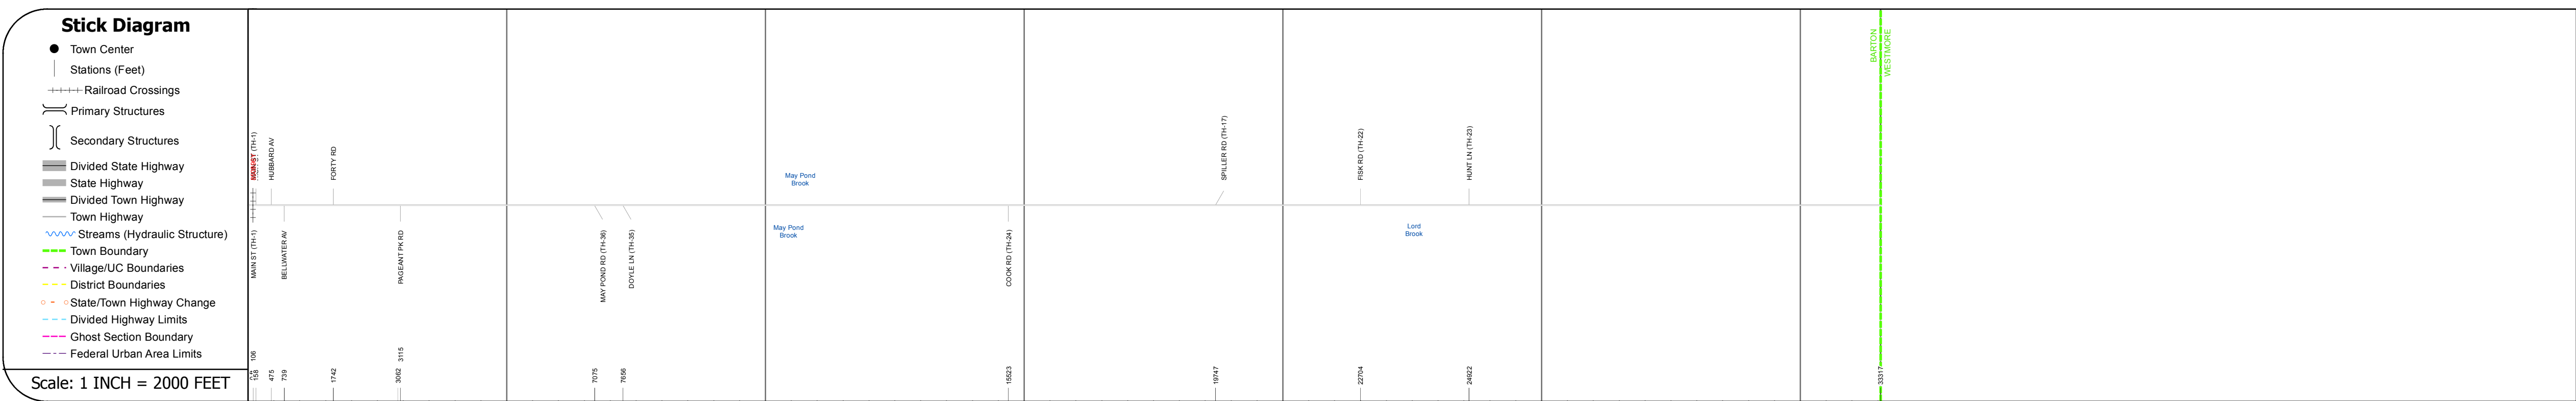 Stick Diagram
Town Center
Stations (Feet)
Railroad Crossings
Primary Structures
Secondary Structures
Divided State Highway
State Highway
Divided Town Highway
Town Highway
Streams (Hydraulic Structure)
Town Boundary
Village/UC Boundaries
District Boundaries
State/Town Highway Change
Divided Highway Limits
Ghost Section Boundary
Federal Urban Area Limits
Scale: 1 INCH = 2000 FEET
MAIN ST (TH-1)
HUBBARD AV
FORTY RD
May Pond
Brook
SPILLER RD (TH-17)
FISK RD (TH-22)
HUNT LN (TH-23)
BARTON
WESTMORE
MAIN ST (TH-1)
BELLWATER AV
PAGEANT PK RD
MAY POND RD (TH-36)
DOYLE LN (TH-35)
May Pond
Brook
COOK RD (TH-24)
Lord
Brook
106
158
475
739
1742
3062
3115
7075
7656
15523
19747
22704
24922
33317